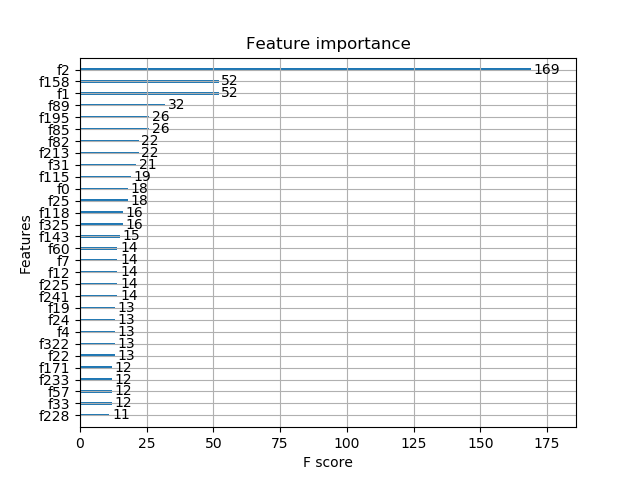 Feature importance
f2 169
f158 52
f1 52
f89 32
f195 26
f85 26
f82 22
f213 22
f31 21
f115 19
f0 18
f25 18
f118 16
f325 16
f143 15
f60 14
f7 14
f12 14
f225 14
f241 14
f19 13
f24 13
f4 13
f322 13
f22 13
f171 12
f233 12
f57 12
f33 12
f228 11
Features
0 25 50 75 100 125 150 175
F score